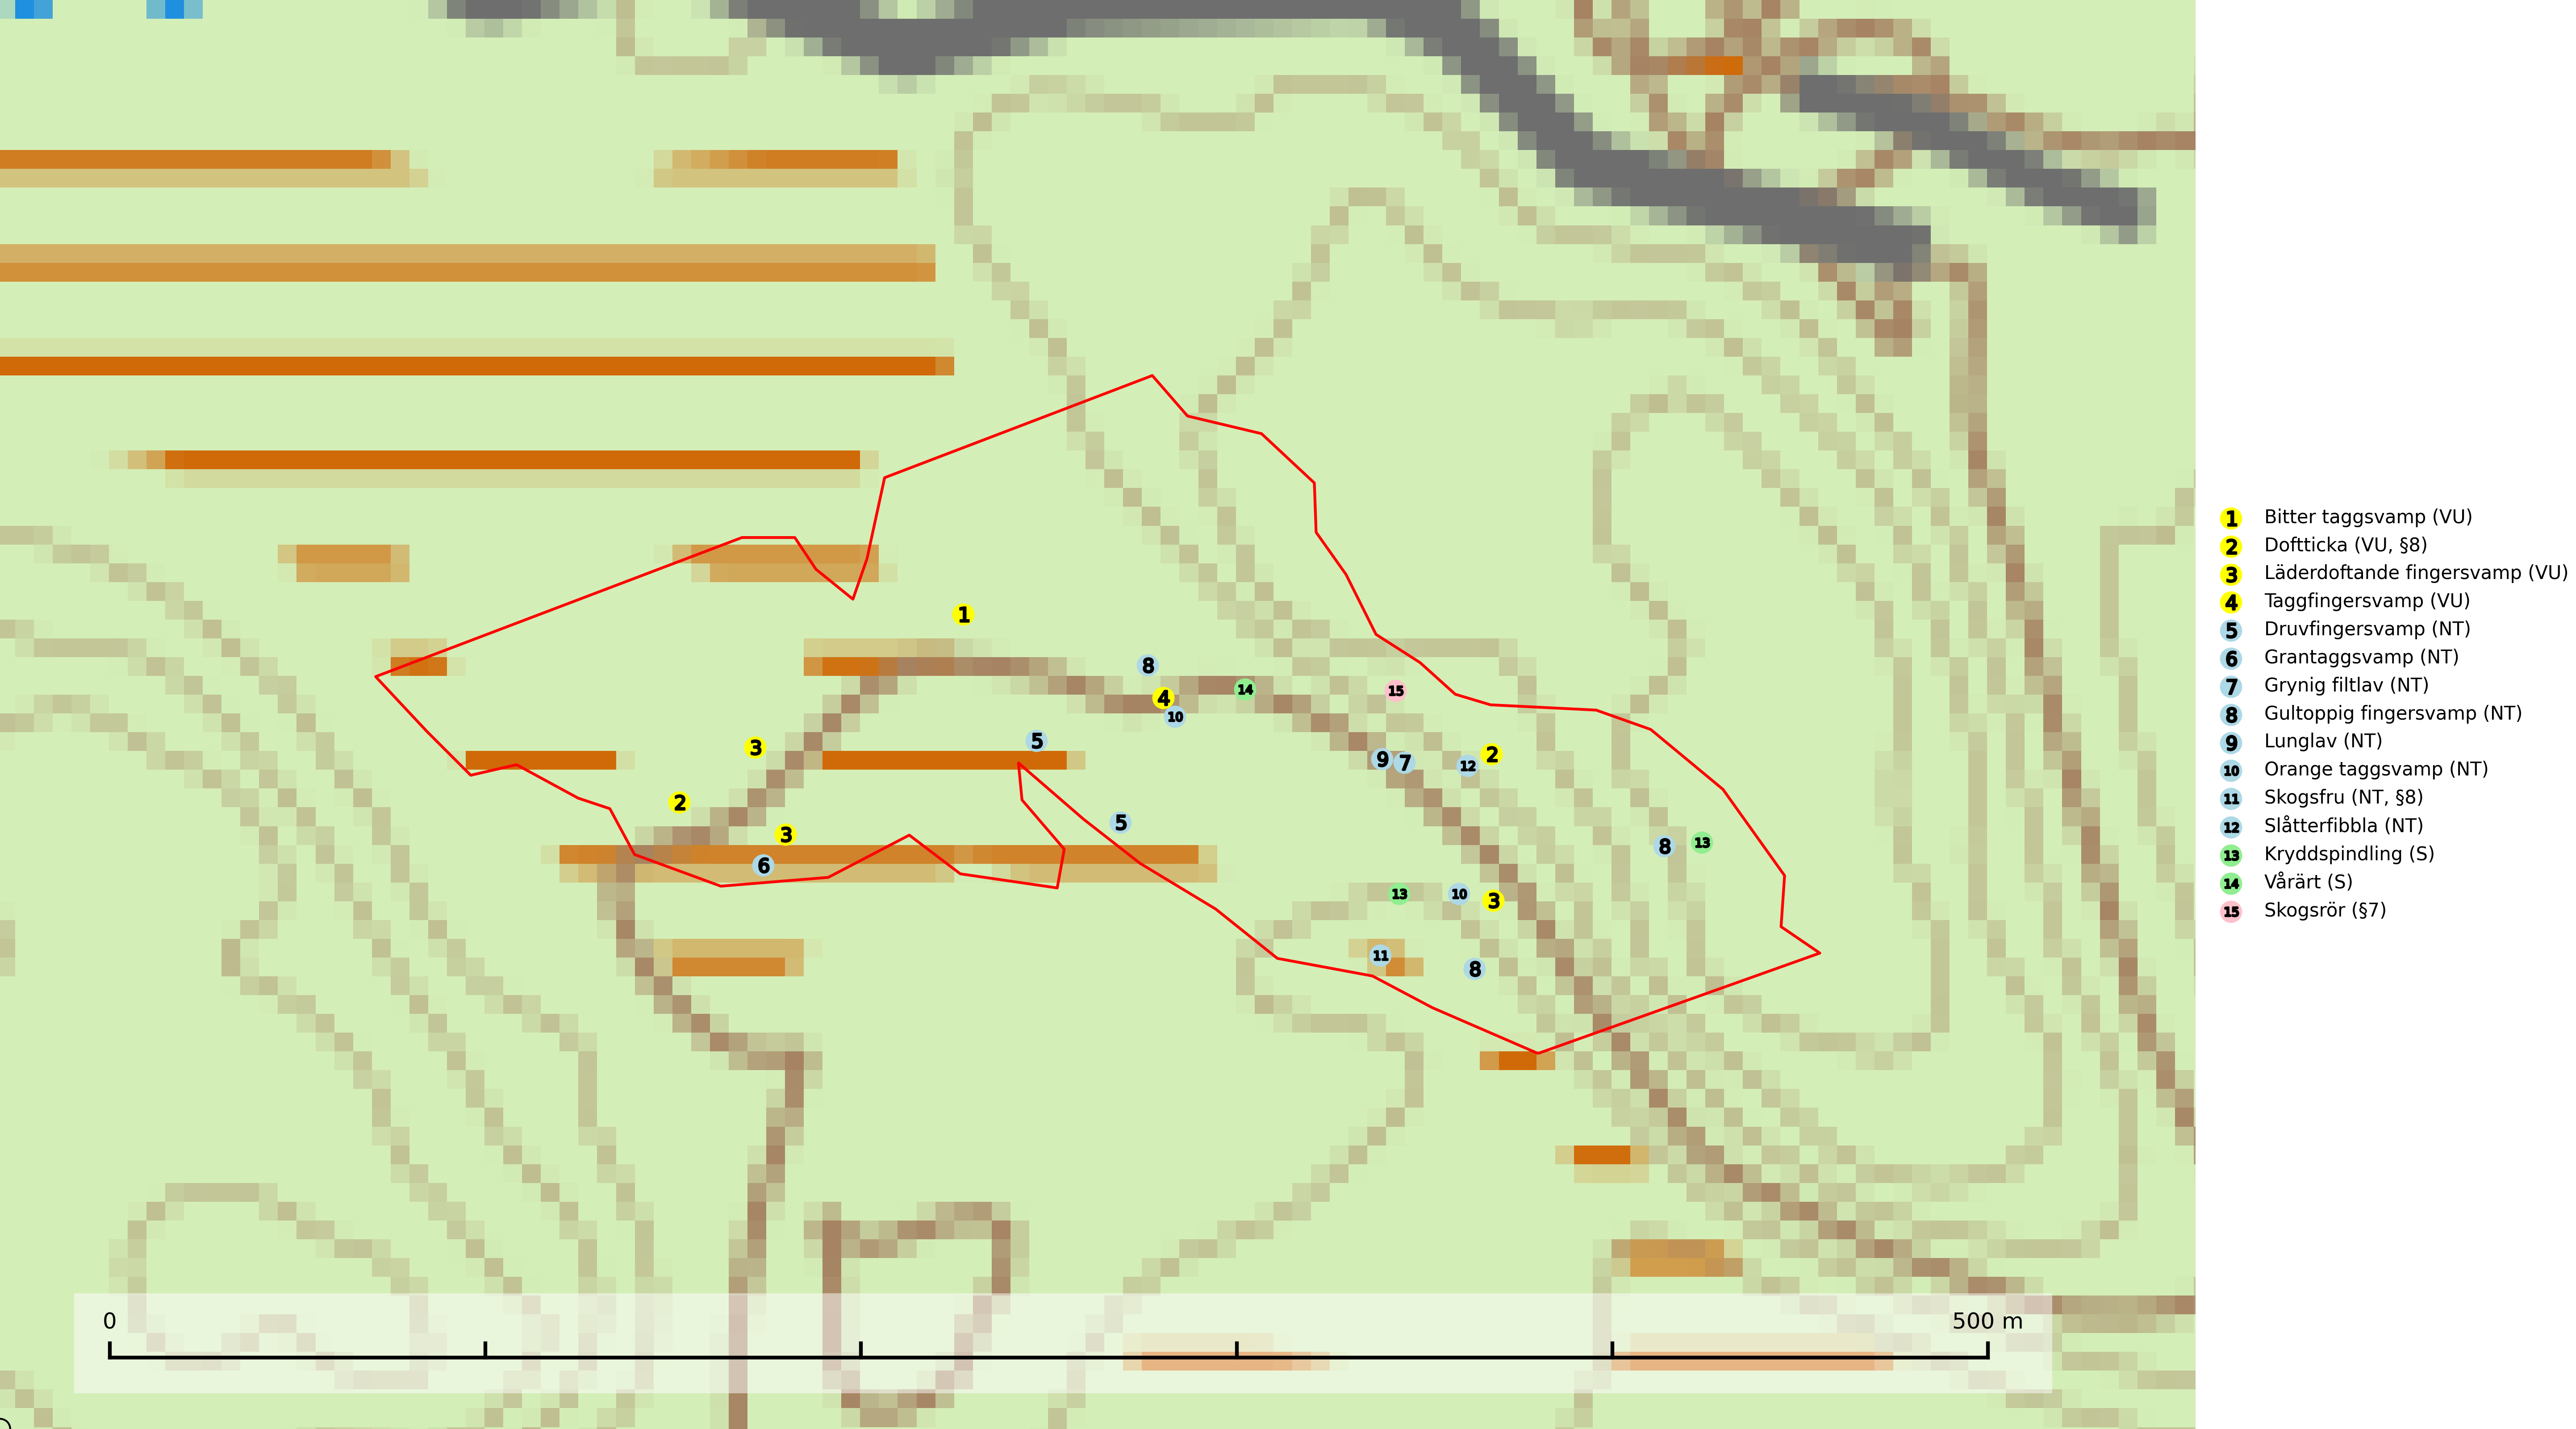 1
8
14
4
15
10
5
3
2
9
7
12
2
5
3
8
13
6
13
10
3
11
8
1 Bitter taggsvamp (VU)
2 Doftticka (VU, §8)
3 Läderdoftande fingersvamp (VU)
4 Taggfingersvamp (VU)
5 Druvfingersvamp (NT)
6 Grantaggsvamp (NT)
7 Grynig filtlav (NT)
8 Gultoppig fingersvamp (NT)
9 Lunglav (NT)
10 Orange taggsvamp (NT)
11 Skogsfru (NT, §8)
12 Slåtterfibbla (NT)
13 Kryddspindling (S)
14 Vårärt (S)
15 Skogsrör (§7)
0 500 m